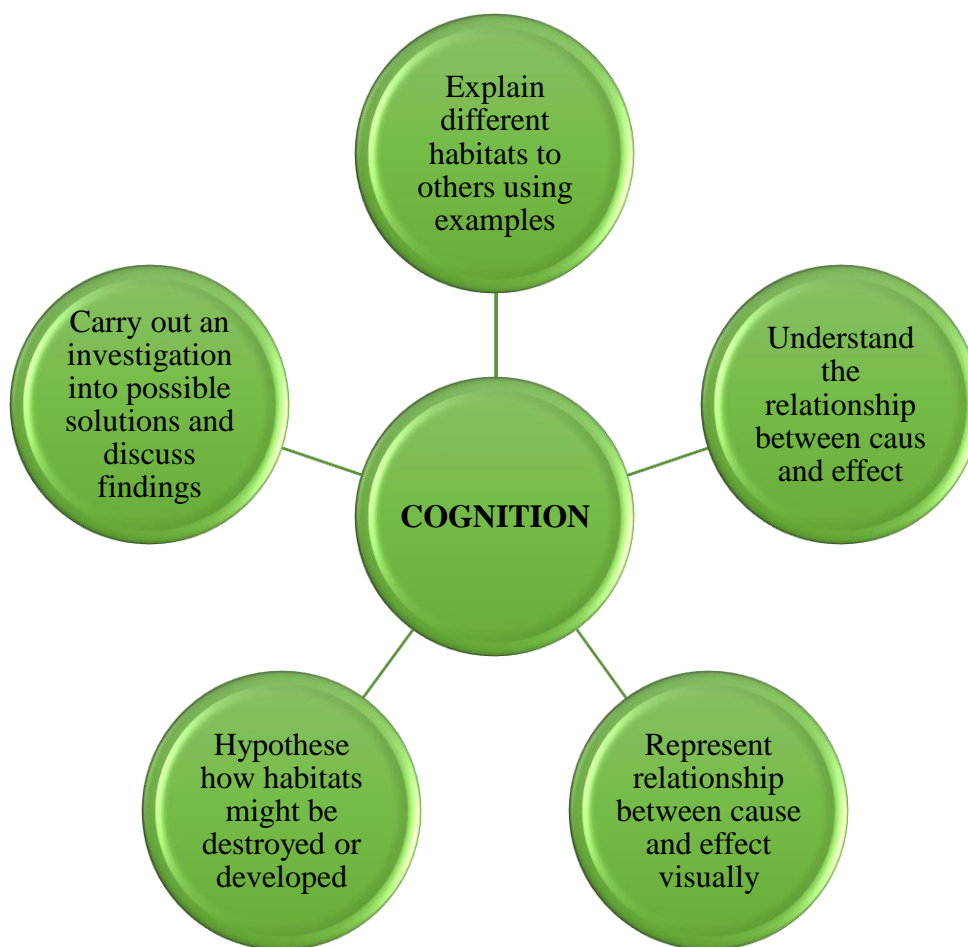 Explain
different
habitats to
others using
examples
Understand
the
relationship
between caus
and effect
Represent
relationship
between cause
and effect
visually
Hypothese
how habitats
might be
destroyed or
developed
Carry out an
investigation
into possible
solutions and
discuss
findings
COGNITION